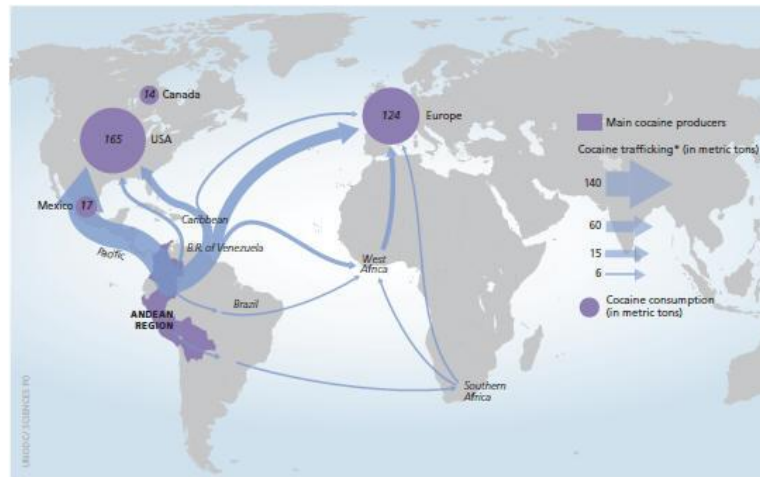 14 Canada
165
USA
124
Europe
Main cocaine producers
Cocaine trafficking* (in metric tons)
140
60
15
6
Cocaine consumption
(in metric tons)
Mexico 17
Caribbean
Pacific
B.R. of Venezuela
West
Africa
Brazil
ANDEAN
REGION
Southern
Africa
UNODC/ SCIENCES PO